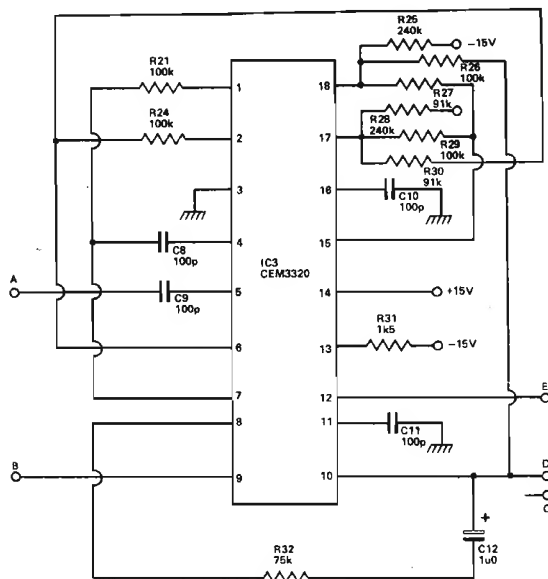 R25
240k
−15V
R21
100k
R26
100k
1
18
R27
91k
R24
100k
R28
240k
2
17
R29
100k
R30
91k
3
16
C10
100p
4
15
C8
100p
IC3
CEM3320
A
5
14
+15V
C9
100p
R31
1k5
6
13
−15V
7
12
E
8
11
C11
100p
B
9
10
D
C
+
C12
1u0
R32
75k